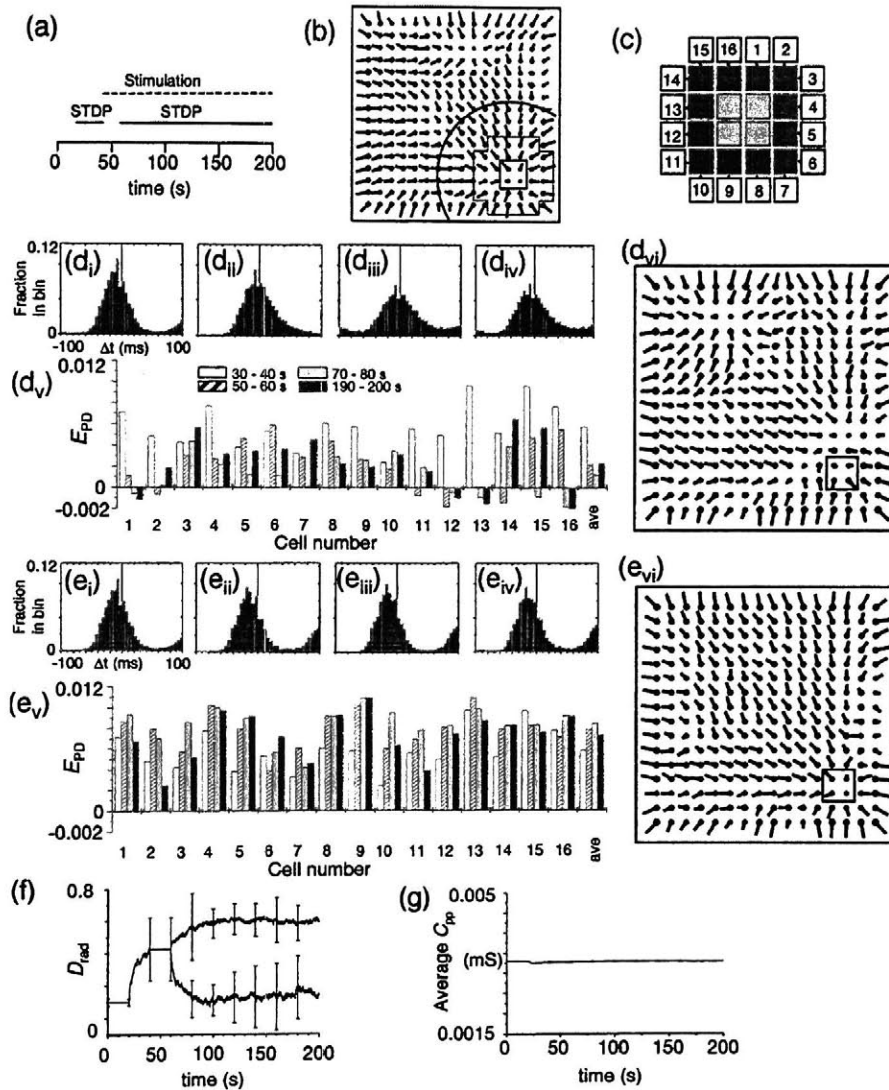 (a)
Stimulation
STDP STDP
0 50 100 150 200
time (s)
(b)
(c)
15 16 1 2
14 3
13 4
12 5
11 6
10 9 8 7
0.12
Fraction in bin
0
(di) (dii) (diii) (div)
-100 Δt (ms) 100
(dvi)
0.012
30 - 40 s 70 - 80 s
50 - 60 s 190 - 200 s
(dv)
EPD
0
-0.002
1 2 3 4 5 6 7 8 9 10 11 12 13 14 15 16 ave
Cell number
0.12
Fraction in bin
0
(ei) (eii) (eiii) (eiv)
-100 Δt (ms) 100
(evi)
0.012
(ev)
EPD
0
-0.002
1 2 3 4 5 6 7 8 9 10 11 12 13 14 15 16 ave
Cell number
(f)
0.8
Drad
0
0 50 100 150 200
time (s)
(g)
0.005
Average Cpp
(mS)
0.0015
0 50 100 150 200
time (s)